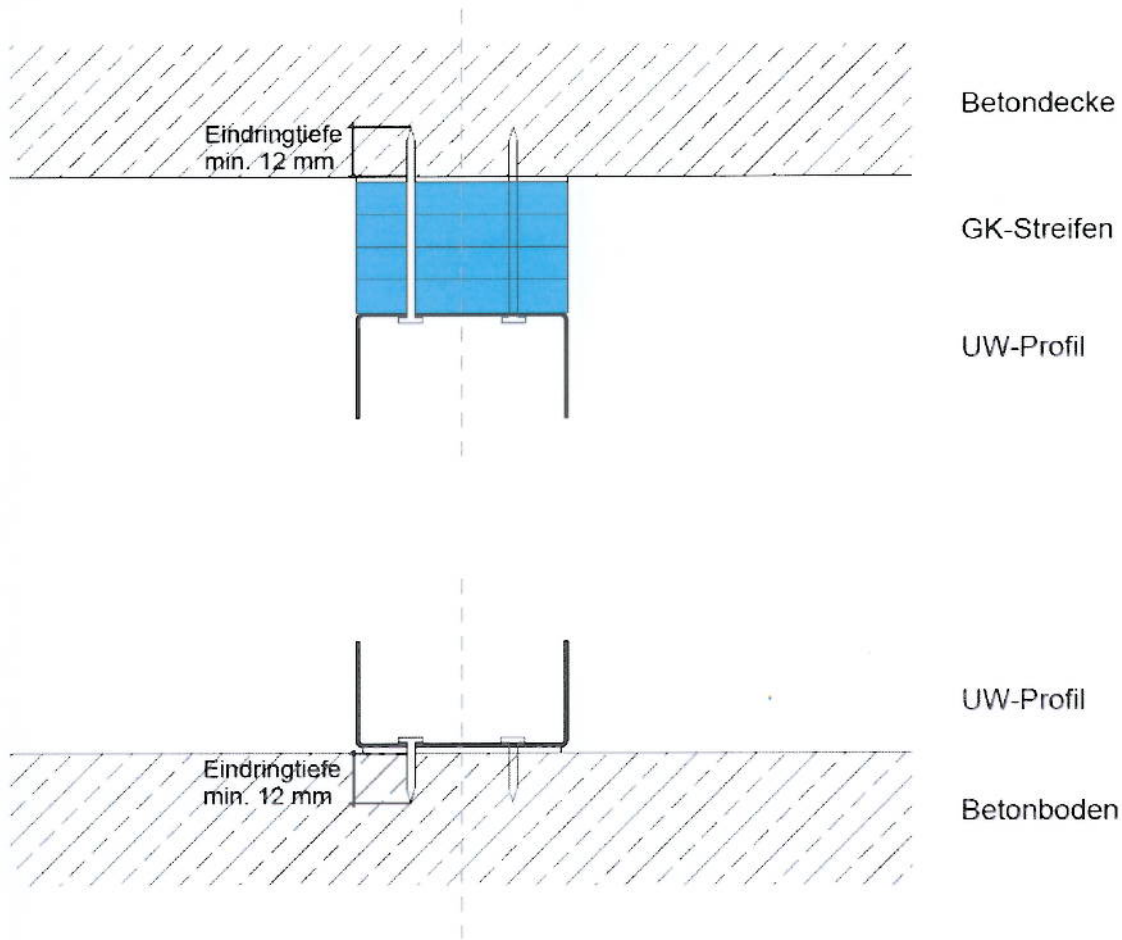 Betondecke
Eindringtiefe
min. 12 mm
GK-Streifen
UW-Profil
UW-Profil
Eindringtiefe
min. 12 mm
Betonboden